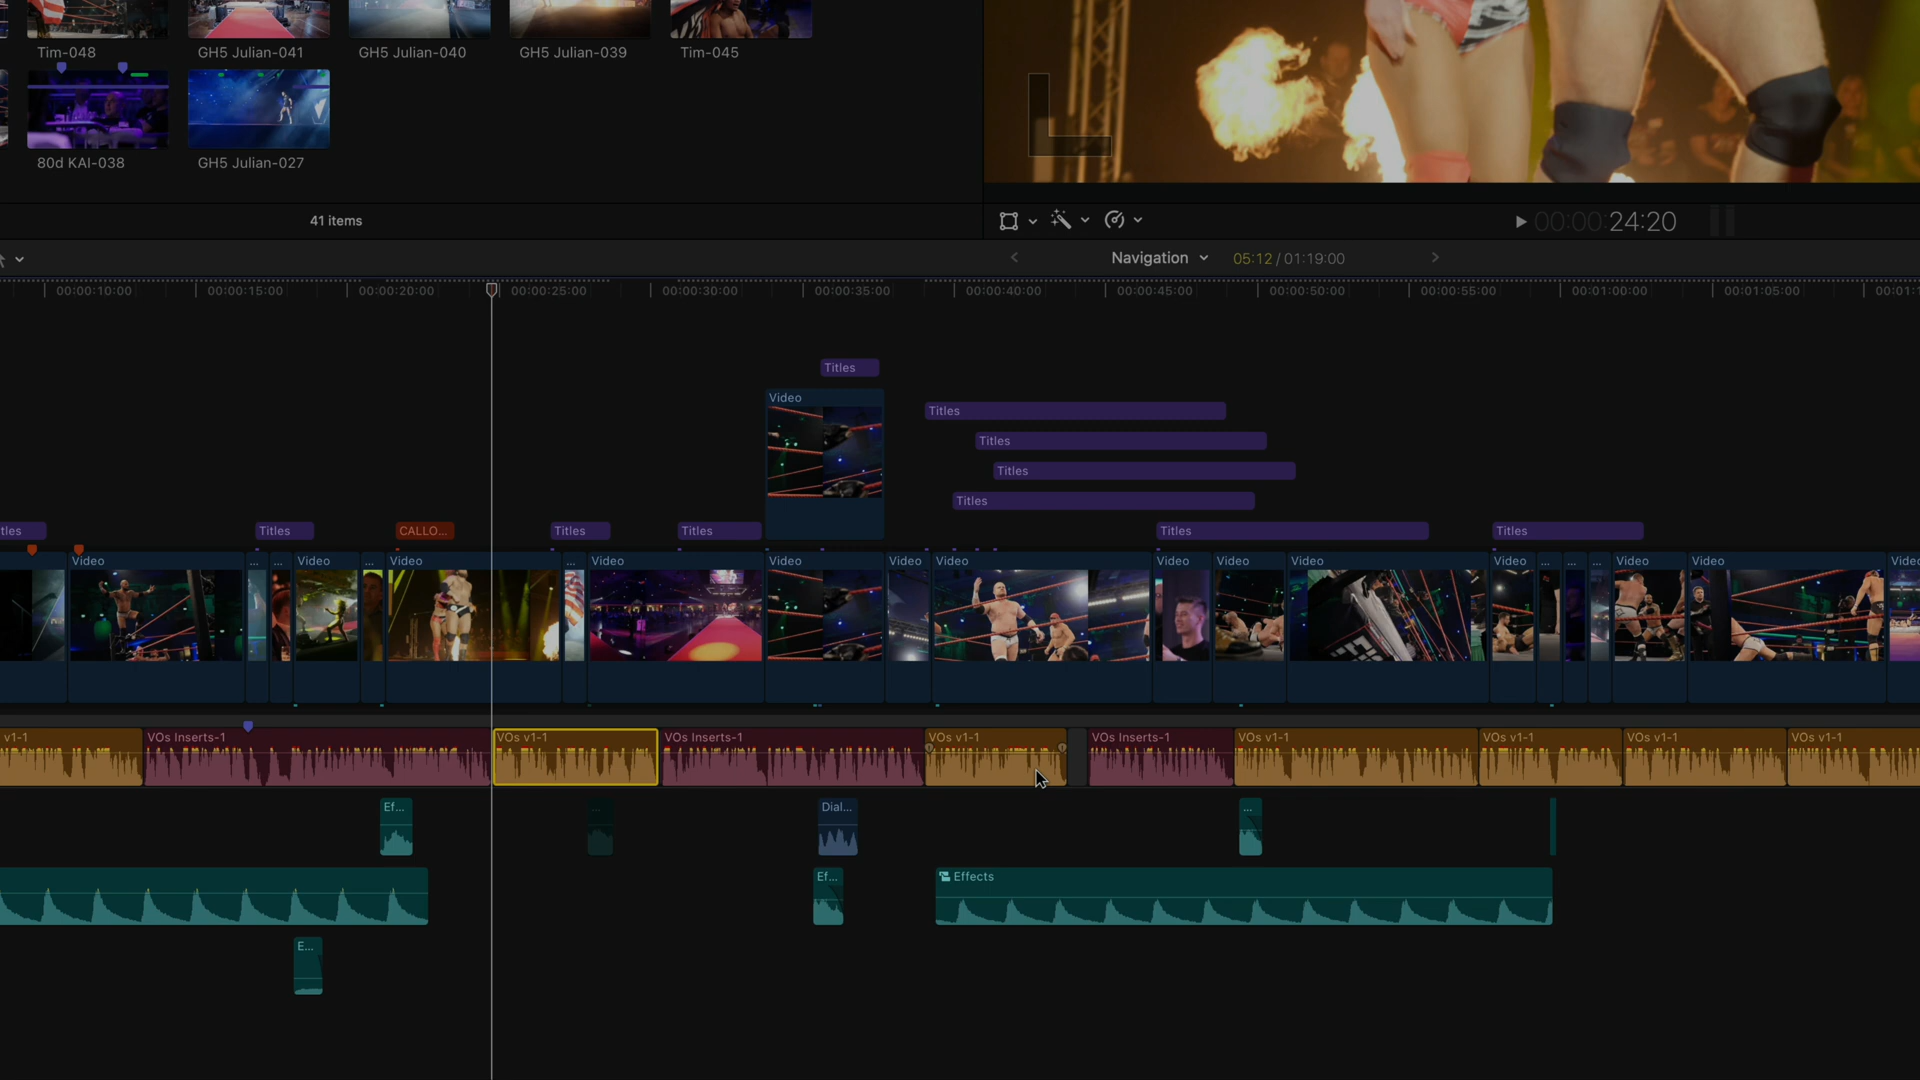 Tim-048
GH5 Julian-041
GH5 Julian-040
GH5 Julian-039
Tim-045
80d KAI-038
GH5 Julian-027
41 items
00:00:24:20
Navigation
05:12 / 01:19:00
00:00:10:00
00:00:15:00
00:00:20:00
00:00:25:00
00:00:30:00
00:00:35:00
00:00:40:00
00:00:45:00
00:00:50:00
00:00:55:00
00:01:00:00
00:01:05:00
00:01:1
Titles
Video
Titles
Titles
Titles
Titles
tles
Titles
CALLO...
Titles
Titles
Titles
Titles
Video
...
...
Video
...
Video
...
Video
Video
Video
Video
Video
Video
Video
Video
...
...
...
Video
Video
Video
v1-1
VOs Inserts-1
VOs v1-1
VOs Inserts-1
VOs v1-1
VOs Inserts-1
VOs v1-1
VOs v1-1
VOs v1-1
VOs v1-1
Ef...
...
Dial...
...
Ef...
Effects
E...